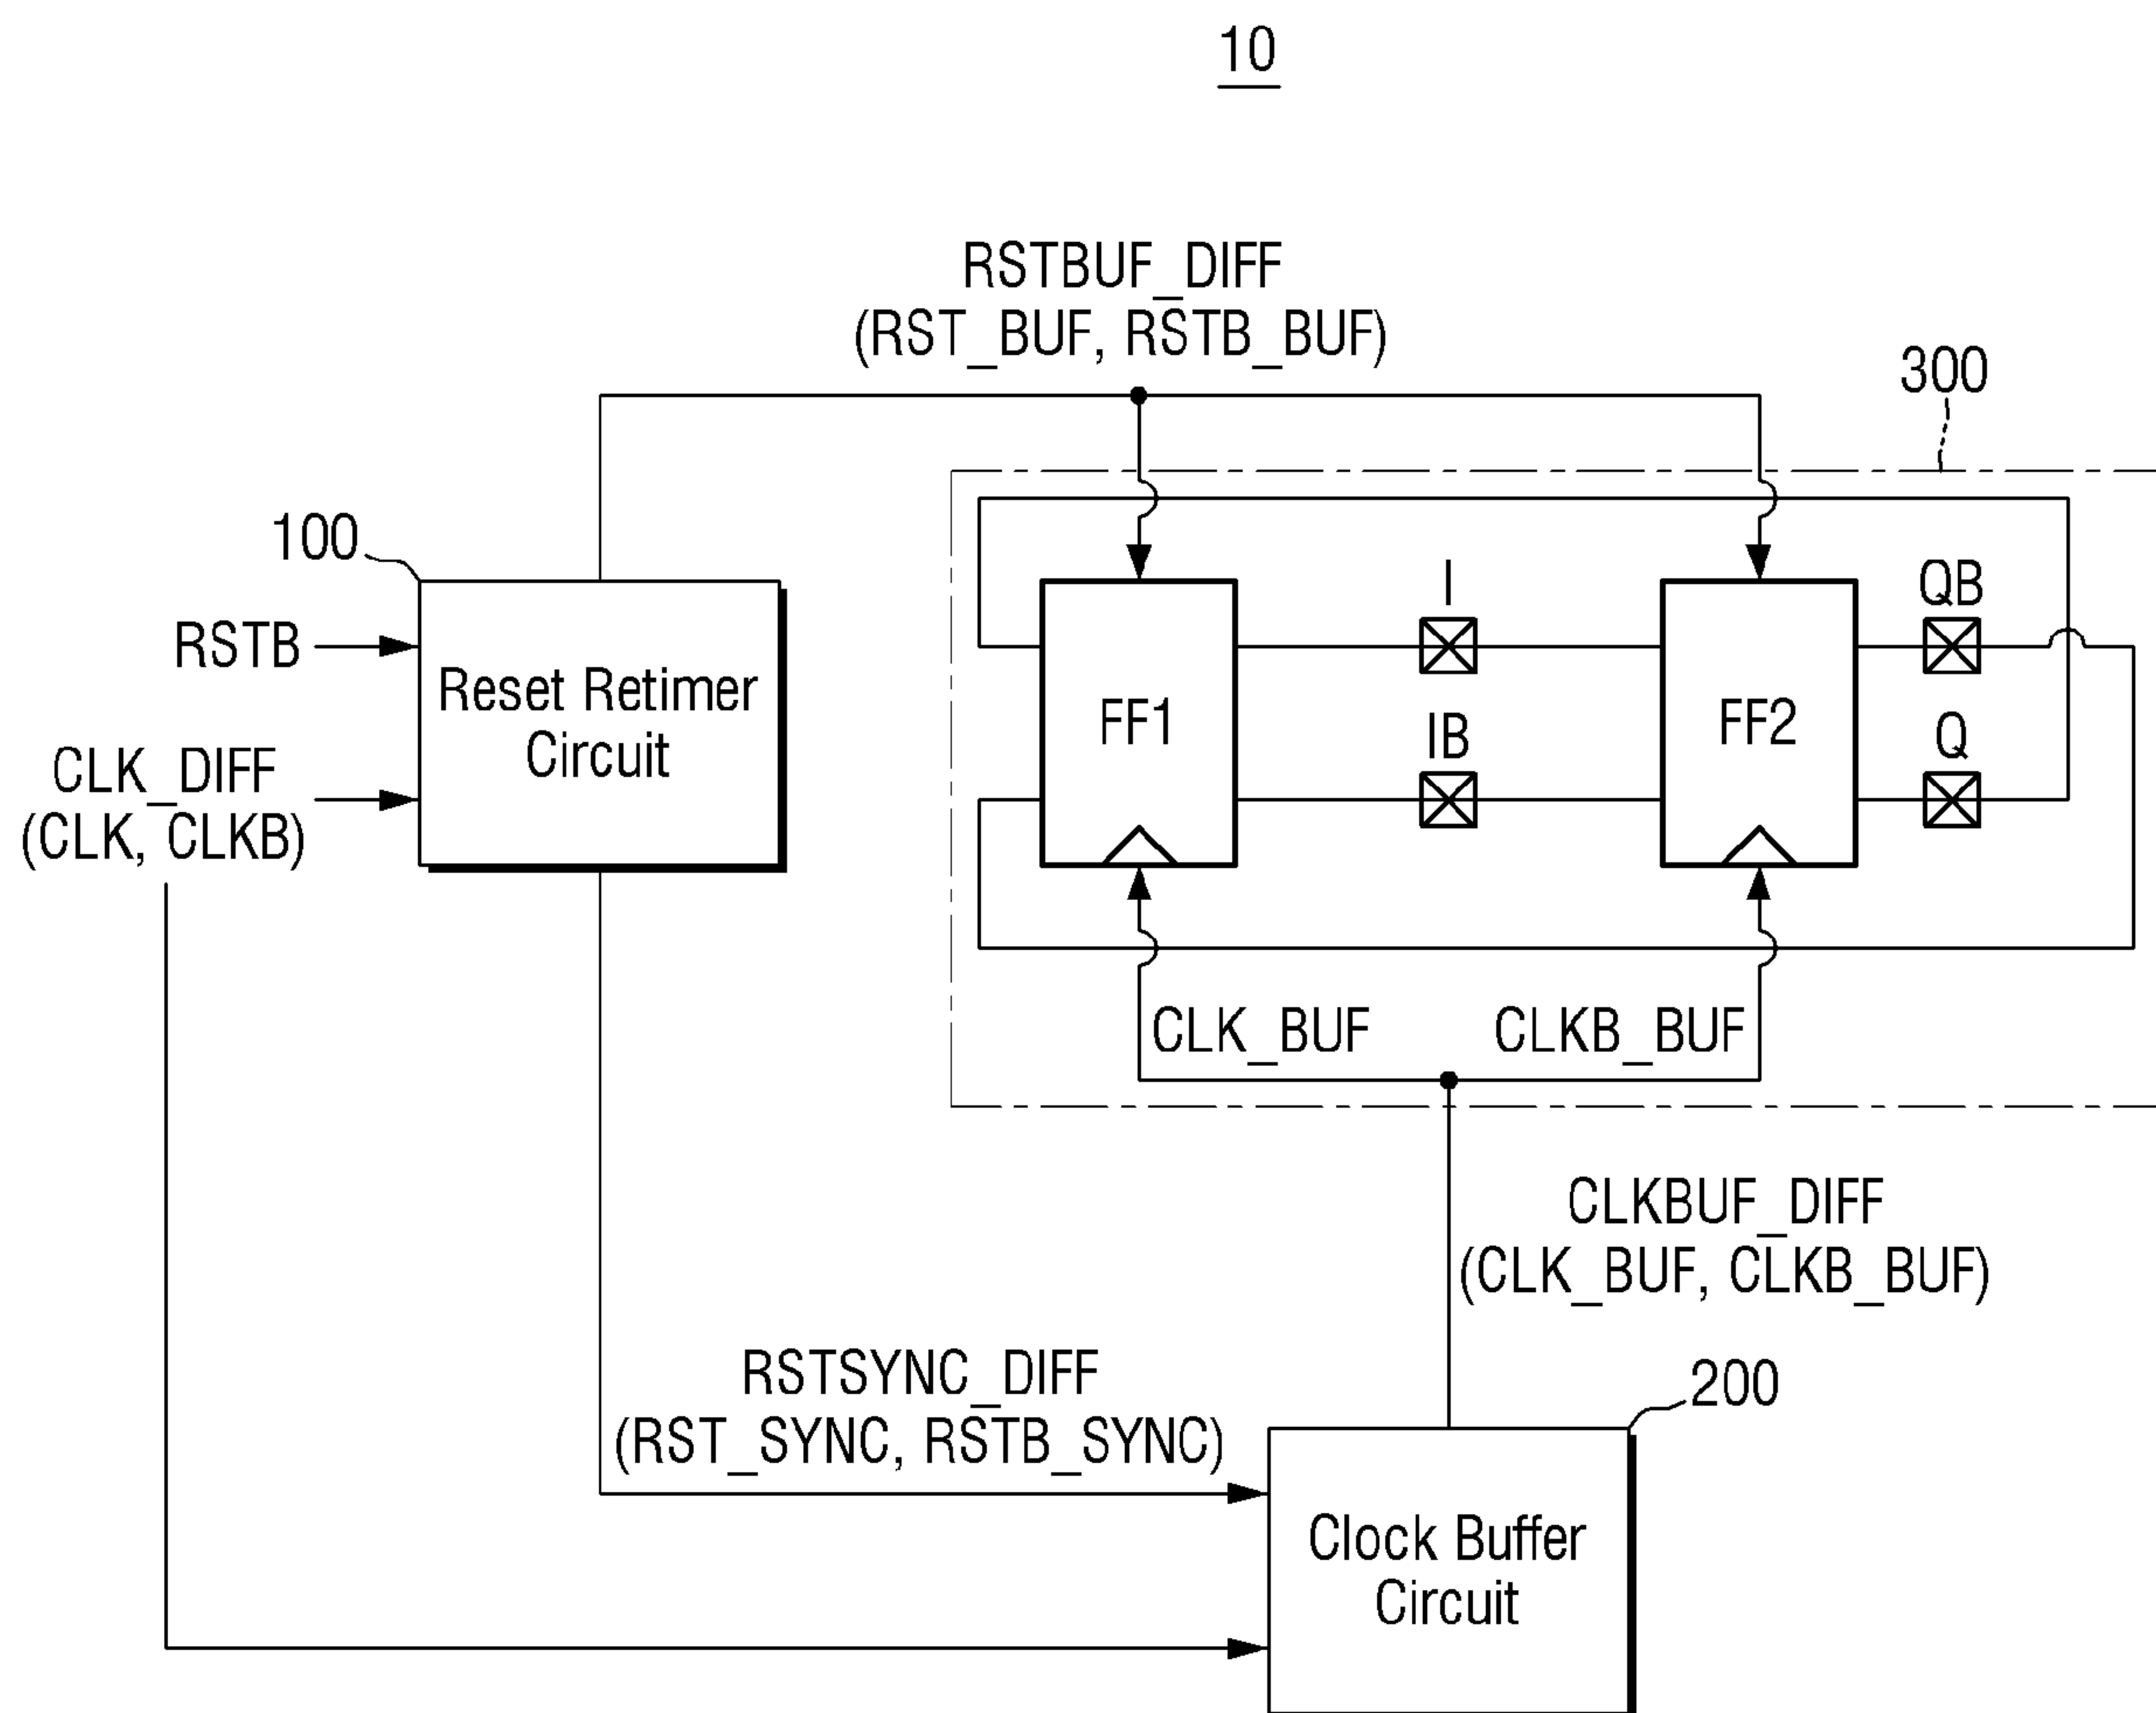 10
RSTBUF_DIFF
(RST_BUF, RSTB_BUF)
300
100
RSTB
Reset Retimer
Circuit
CLK_DIFF
(CLK, CLKB)
FF1
I
IB
FF2
QB
Q
CLK_BUF
CLKB_BUF
CLKBUF_DIFF
(CLK_BUF, CLKB_BUF)
RSTSYNC_DIFF
(RST_SYNC, RSTB_SYNC)
200
Clock Buffer
Circuit